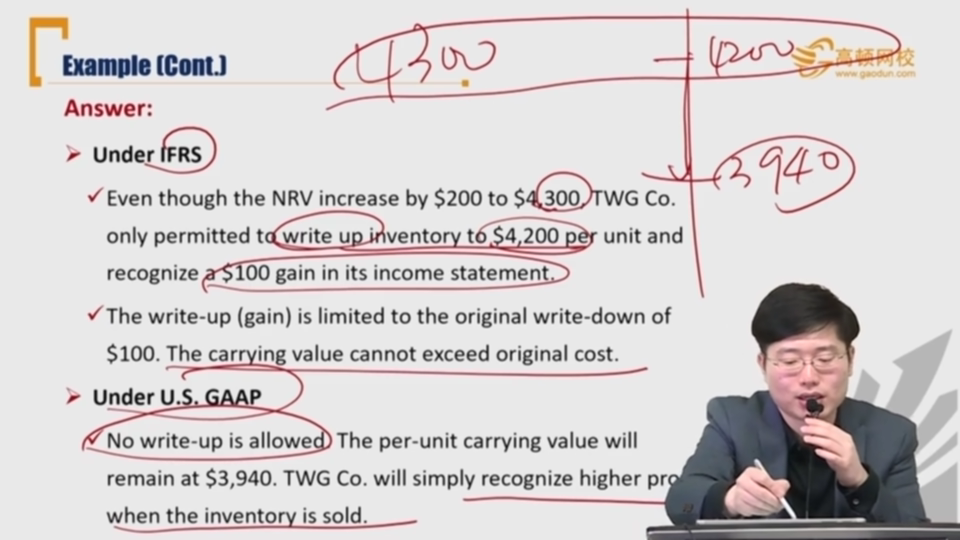 Example (Cont.)
4300
4200
高顿网校
www.gaodun.com
Answer:
Under IFRS
3940
Even though the NRV increase by $200 to $4,300, TWG Co.
only permitted to write up inventory to $4,200 per unit and
recognize a $100 gain in its income statement.
The write-up (gain) is limited to the original write-down of
$100. The carrying value cannot exceed original cost.
Under U.S. GAAP
No write-up is allowed. The per-unit carrying value will
remain at $3,940. TWG Co. will simply recognize higher pro
when the inventory is sold.